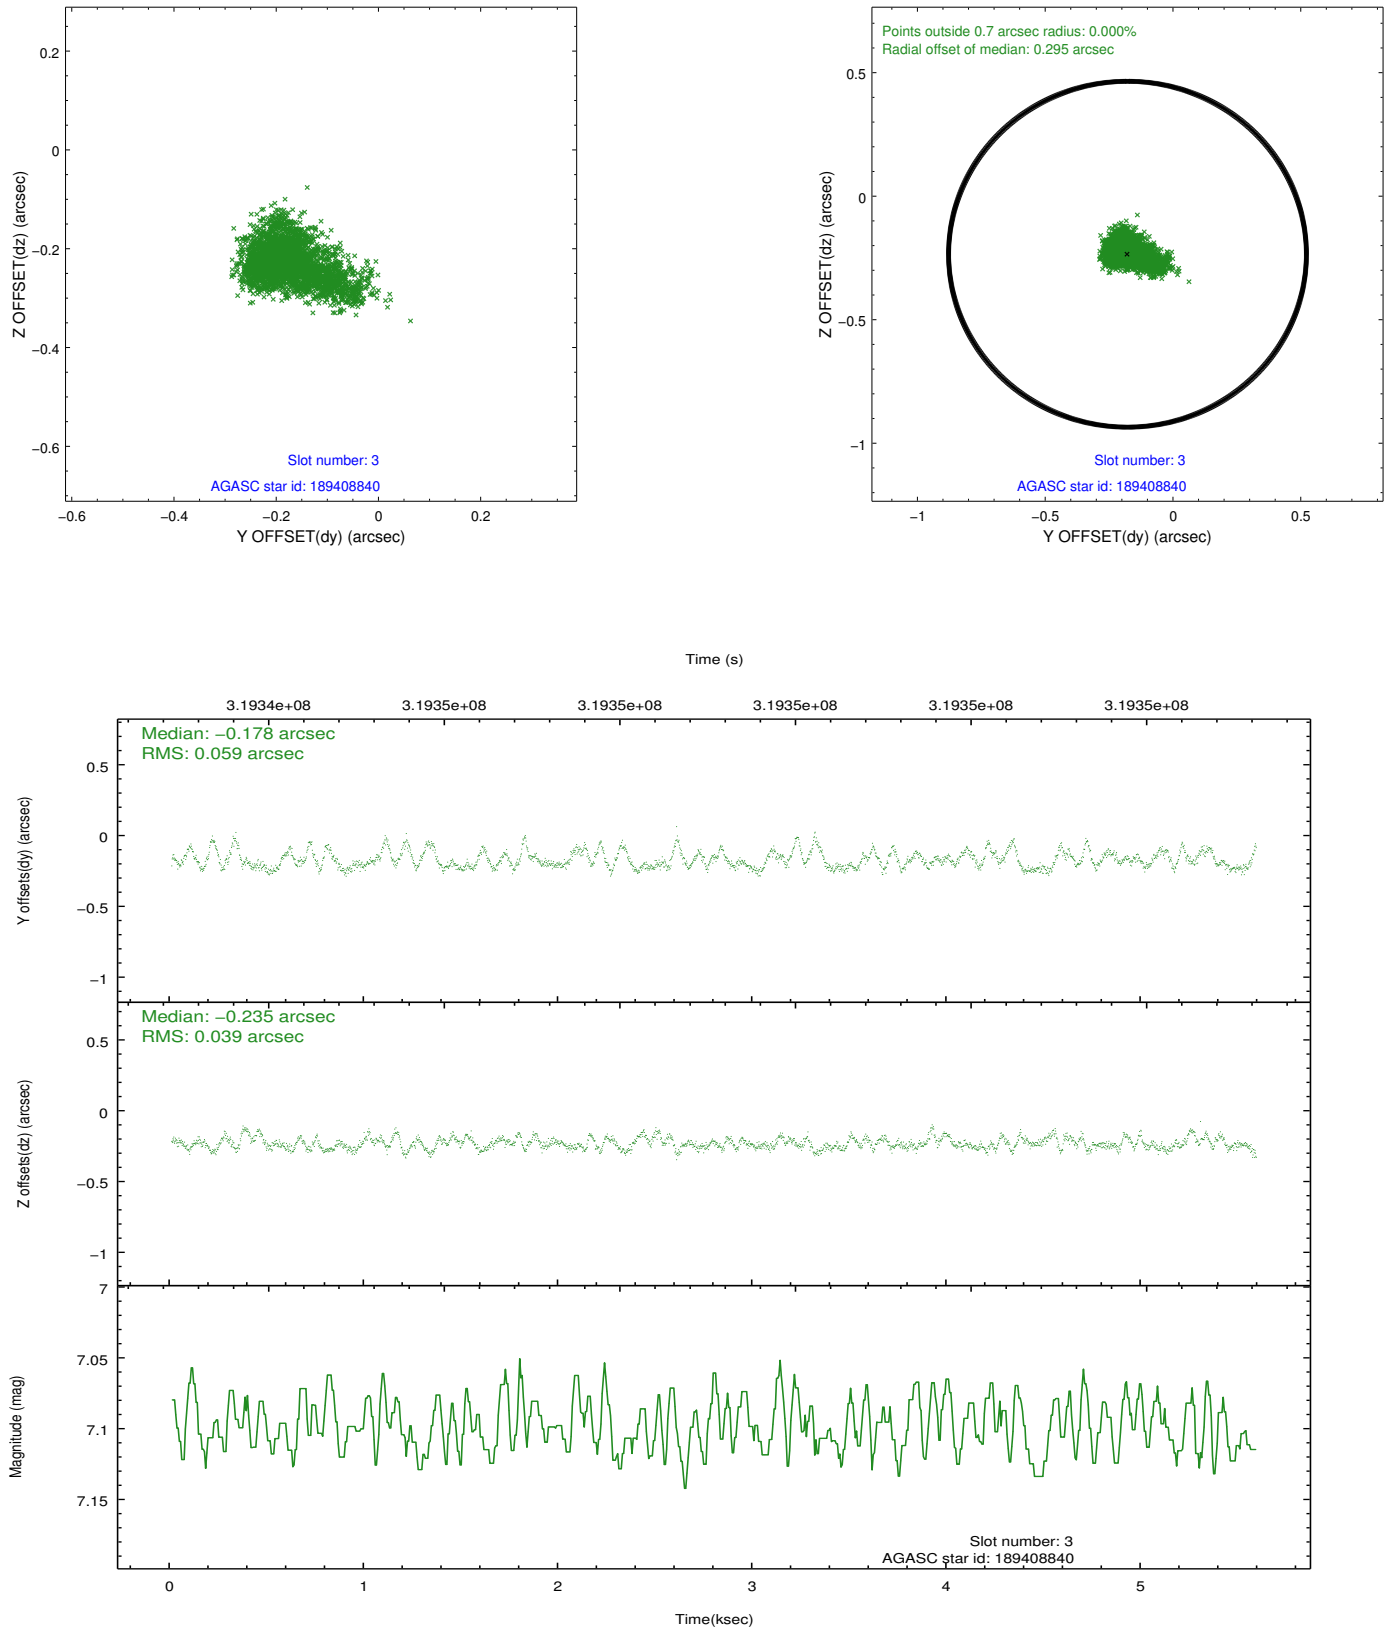 0.2
0
−0.2
−0.4
−0.6
Z OFFSET(dz) (arcsec)
Slot number: 3
AGASC star id: 189408840
−0.6 −0.4 −0.2 0 0.2
Y OFFSET(dy) (arcsec)
Points outside 0.7 arcsec radius: 0.000%
Radial offset of median: 0.295 arcsec
0.5
0
−0.5
−1
Z OFFSET(dz) (arcsec)
Slot number: 3
AGASC star id: 189408840
−1 −0.5 0 0.5
Y OFFSET(dy) (arcsec)
Time (s)
3.1934e+08 3.1935e+08 3.1935e+08 3.1935e+08 3.1935e+08 3.1935e+08
Median: −0.178 arcsec
RMS: 0.059 arcsec
0.5
0
−0.5
−1
Y offsets(dy) (arcsec)
Median: −0.235 arcsec
RMS: 0.039 arcsec
0.5
0
−0.5
−1
Z offsets(dz) (arcsec)
7
7.05
7.1
7.15
Magnitude (mag)
Slot number: 3
AGASC star id: 189408840
0 1 2 3 4 5
Time(ksec)